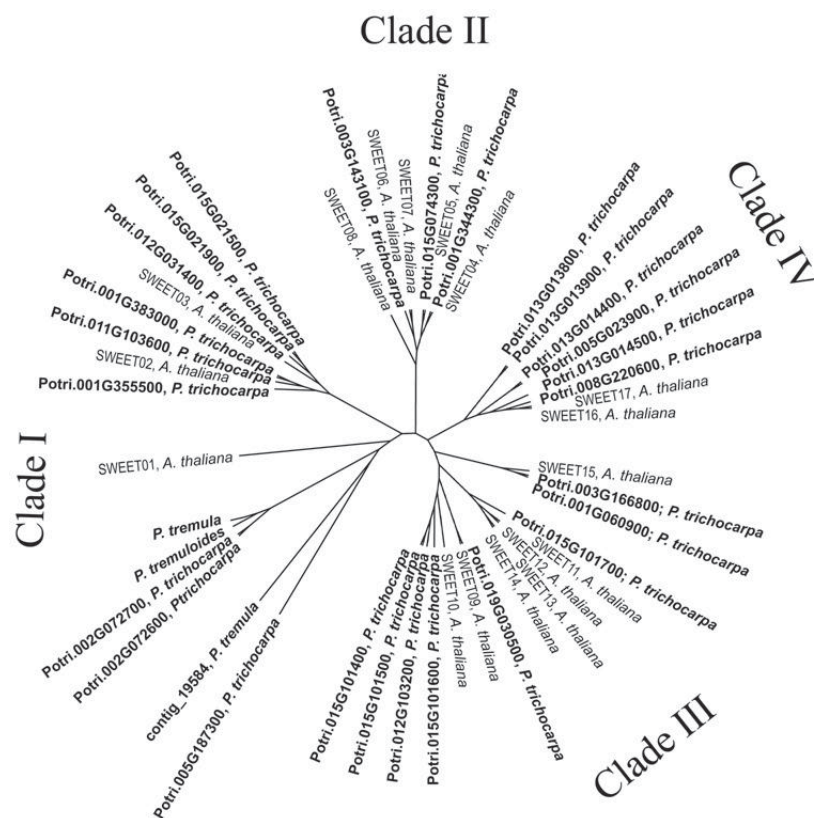 Clade II
Potri.003G143100, P. trichocarpa
SWEET08, A. thaliana
SWEET06, A. thaliana
SWEET07, A. thaliana
Potri.015G074300, P. trichocarpa
SWEET05, A. thaliana
Potri.001G344300, P. trichocarpa
SWEET04, A. thaliana
Clade IV
Potri.013G013800, P. trichocarpa
Potri.013G013900, P. trichocarpa
Potri.013G014400, P. trichocarpa
Potri.005G023900, P. trichocarpa
Potri.013G014500, P. trichocarpa
Potri.008G220600, P. trichocarpa
SWEET17, A. thaliana
SWEET16, A. thaliana
SWEET15, A. thaliana
Potri.003G166800; P. trichocarpa
Potri.001G060900; P. trichocarpa
Potri.015G101700; P. trichocarpa
SWEET11, A. thaliana
SWEET12, A. thaliana
SWEET13, A. thaliana
SWEET14, A. thaliana
Clade III
Potri.019G030500, P. trichocarpa
SWEET09, A. thaliana
SWEET10, A. thaliana
Potri.015G101600, P. trichocarpa
Potri.012G103200, P. trichocarpa
Potri.015G101500, P. trichocarpa
Potri.015G101400, P. trichocarpa
Potri.005G187300, P. trichocarpa
contig_19584, P. tremula
Potri.002G072600, Ptrichocarpa
Potri.002G072700, P. trichocarpa
P. tremuloides
P. tremula
Clade I
SWEET01, A. thaliana
Potri.001G355500, P. trichocarpa
SWEET02, A. thaliana
Potri.011G103600, P. trichocarpa
Potri.001G383000, P. trichocarpa
SWEET03, A. thaliana
Potri.012G031400, P. trichocarpa
Potri.015G021900, P. trichocarpa
Potri.015G021500, P. trichocarpa